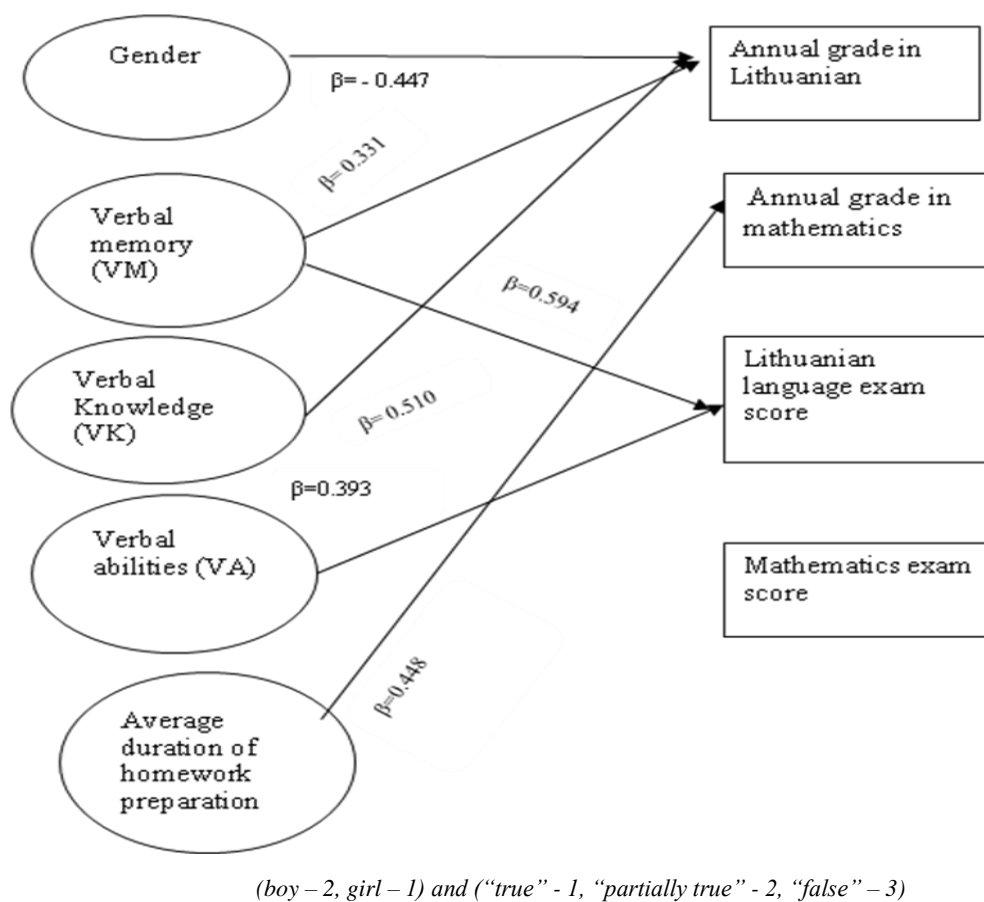 Gender
β= - 0.447
Annual grade in
Lithuanian
β= 0.331
Verbal
memory
(VM)
Annual grade in
mathematics
β=0.594
Verbal
Knowledge
(VK)
β= 0.510
Lithuanian
language exam
score
β=0.393
Verbal
abilities (VA)
Mathematics exam
score
β=0.448
Average
duration of
homework
preparation
(boy – 2, girl – 1) and (“true” - 1, “partially true” - 2, “false” – 3)